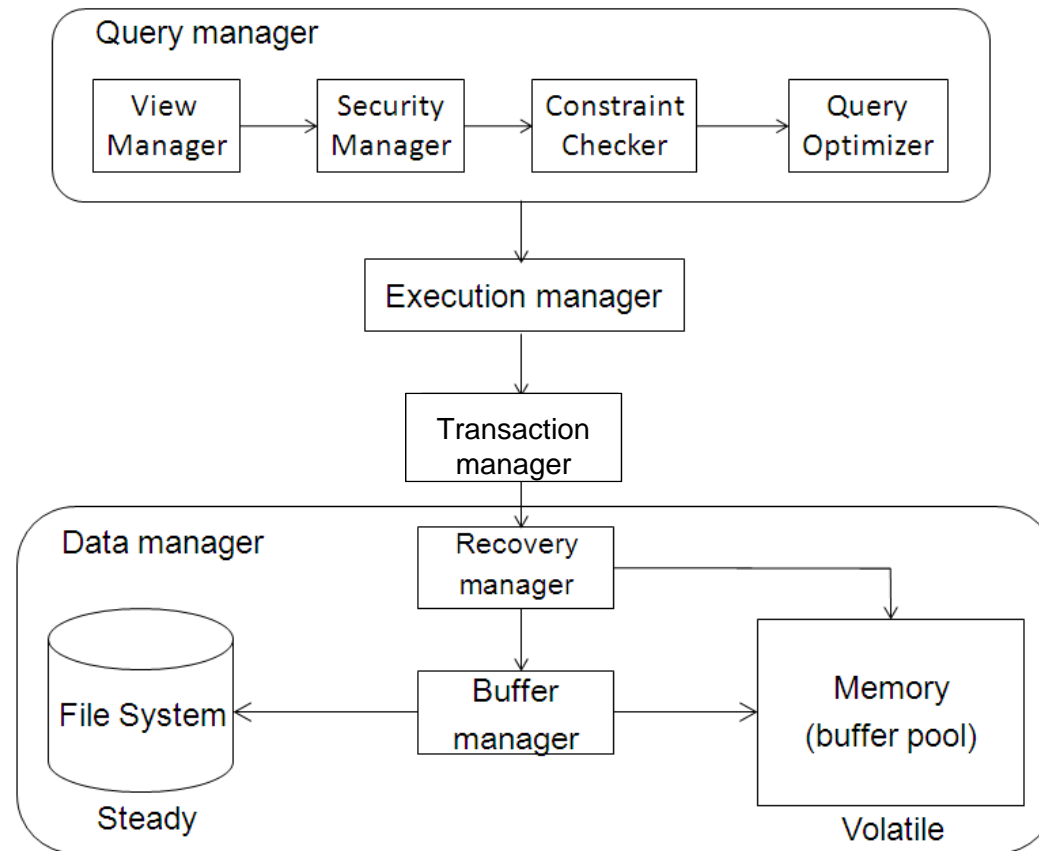 Query manager
View
Manager
Security
Manager
Constraint
Checker
Query
Optimizer
Execution manager
Transaction
manager
Data manager
Recovery
manager
File System
Buffer
manager
Memory
(buffer pool)
Steady
Volatile